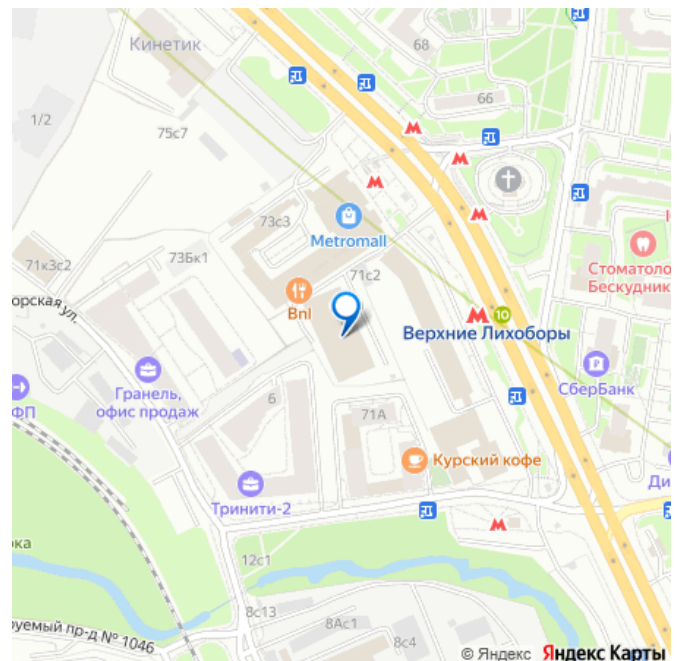 Кинетик
68
66
1/2
75с7
73с3
Metromall
73Бк1
71к3с2
71с2
Стоматоло
Бескудник
Bnl
10
Верхние Лихоборы
орская ул.
СберБанк
ФП
Гранель,
офис продаж
6
71А
Курский кофе
Ди
Тринити-2
ока
12с1
8с13
руемый пр-д № 1046
8Ас1
8с4
© Яндекс Яндекс Карты